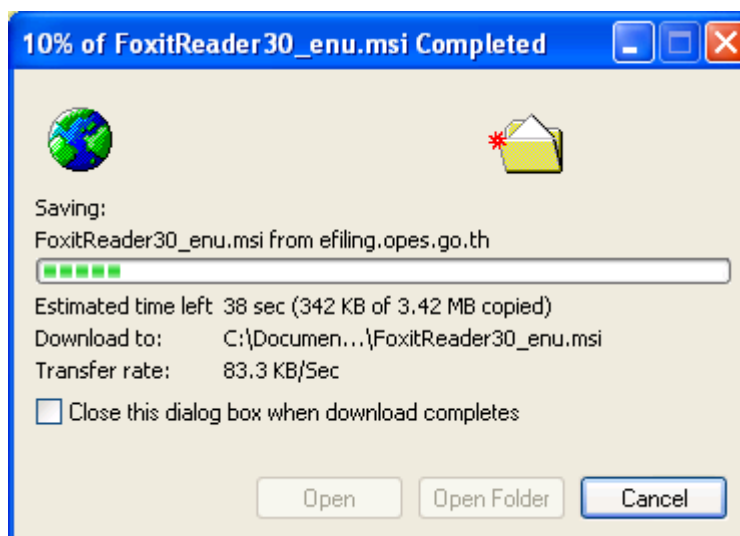 10% of FoxitReader30_enu.msi Completed
Saving:
FoxitReader30_enu.msi from efiling.opes.go.th
Estimated time left 38 sec (342 KB of 3.42 MB copied)
Download to: C:\Documen...\FoxitReader30_enu.msi
Transfer rate: 83.3 KB/Sec
Close this dialog box when download completes
Open Open Folder Cancel